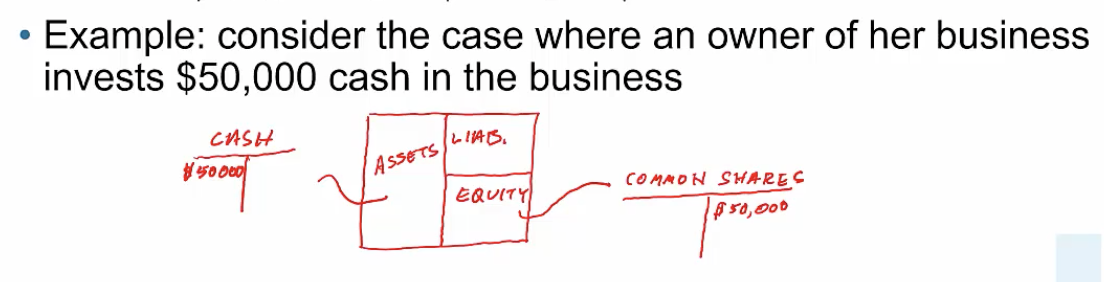 • Example: consider the case where an owner of her business
invests $50,000 cash in the business
CASH
$50000
ASSETS
LIAB.
EQUITY
COMMON SHARES
$50,000